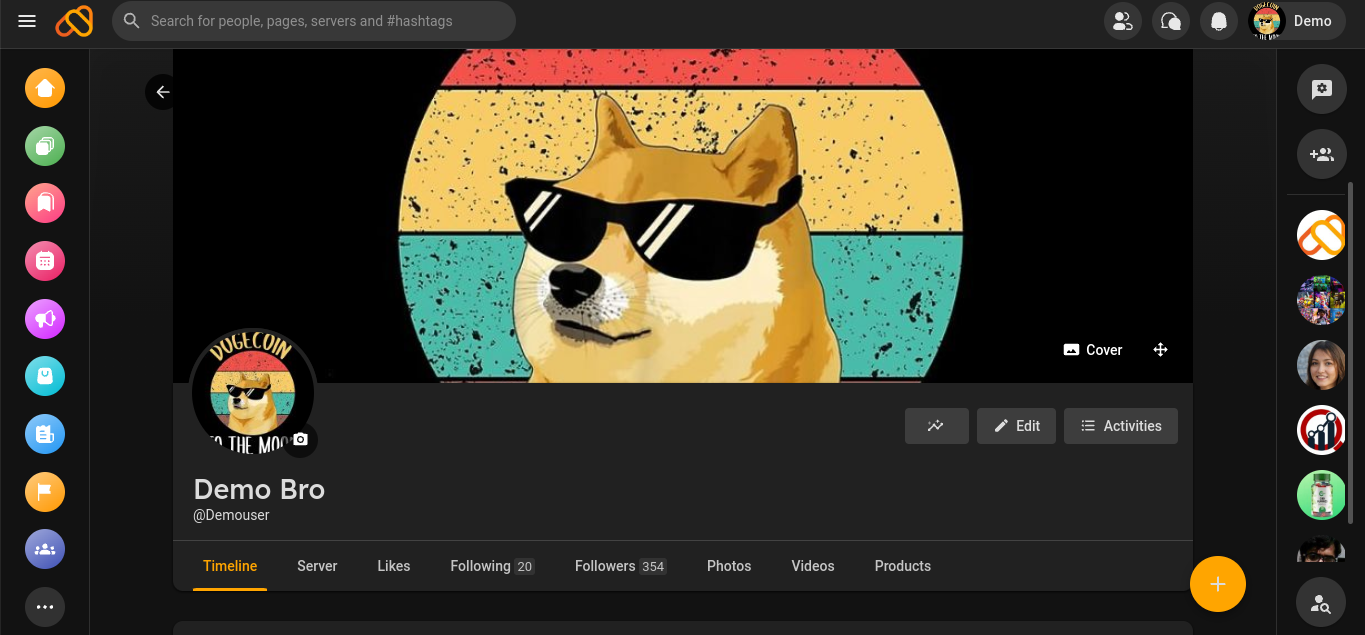 Search for people, pages, servers and #hashtags
Demo
Cover
DOGECOIN
TO THE MOON
Edit
Activities
Demo Bro
@Demouser
Timeline
Server
Likes
Following 20
Followers 354
Photos
Videos
Products